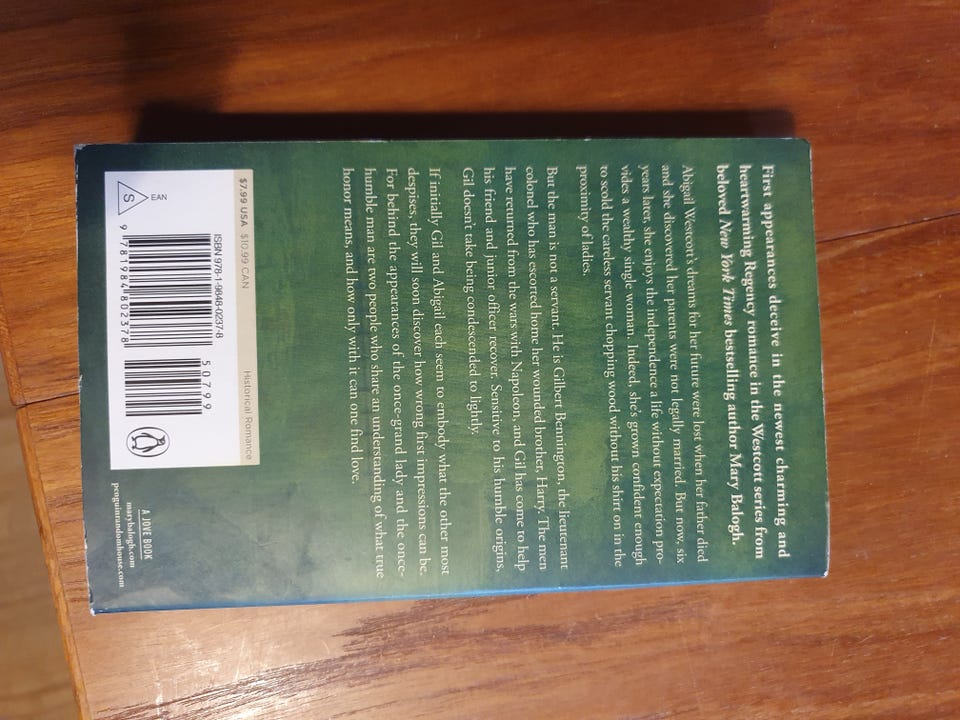 First appearances deceive in the newest charming and
heartwarming Regency romance in the Westcott series from
beloved New York Times bestselling author Mary Balogh.
Abigail Westcott's dreams for her future were lost when her father died
and she discovered her parents were not legally married. But now, six
years later, she enjoys the independence a life without expectation pro-
vides a wealthy single woman. Indeed, she's grown confident enough
to scold the careless servant chopping wood without his shirt on in the
proximity of ladies.
But the man is not a servant. He is Gilbert Bennington, the lieutenant
colonel who has escorted home her wounded brother, Harry. The men
have returned from the wars with Napoleon, and Gil has come to help
his friend and junior officer recover. Sensitive to his humble origins,
Gil doesn't take being condescended to lightly.
If initially Gil and Abigail each seem to embody what the other most
despises, they will soon discover how wrong first impressions can be.
For behind the appearances of the once-grand lady and the once-
humble man are two people who share an understanding of what true
honor means, and how only with it can one find love.
$7.99 USA $10.99 CAN Historical Romance
ISBN 978-1-9848-0237-8
50799
EAN
S
9 781984 802378
A JOVE BOOK
marybalogh.com
penguinrandomhouse.com